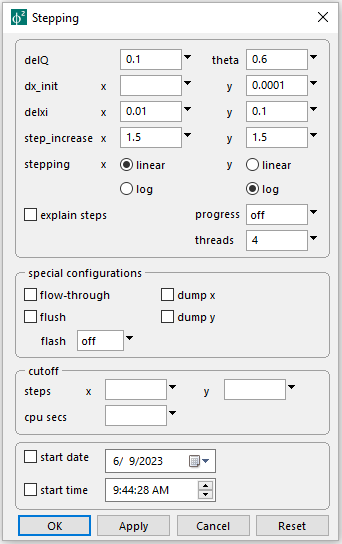 ϕ² Stepping
delQ 0.1 theta 0.6
dx_init x y 0.0001
delxi x 0.01 y 0.1
step_increase x 1.5 y 1.5
stepping x linear y linear
log log
explain steps progress off
threads 4
special configurations
flow-through dump x
flush dump y
flash off
cutoff
steps x y
cpu secs
start date 6/ 9/2023
start time 9:44:28 AM
OK Apply Cancel Reset